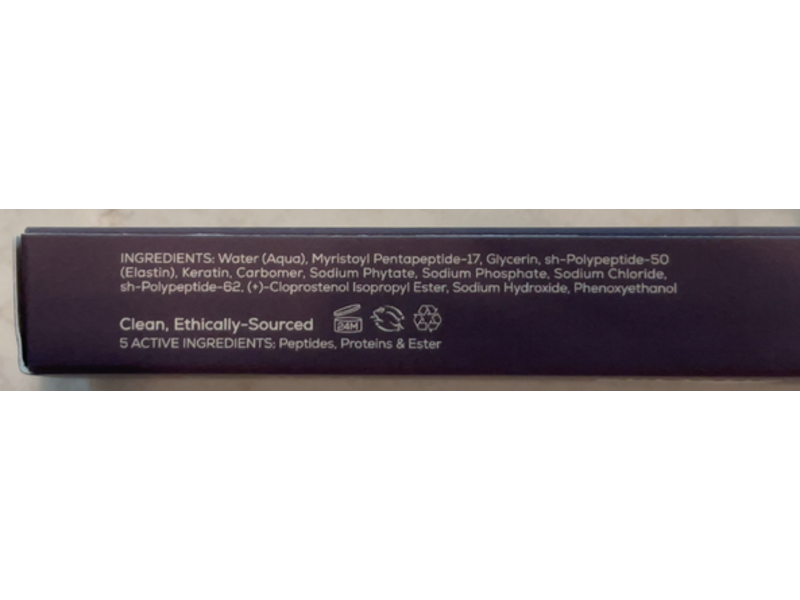 INGREDIENTS: Water (Aqua), Myristoyl Pentapeptide-17, Glycerin, sh-Polypeptide-50
(Elastin), Keratin, Carbomer, Sodium Phytate, Sodium Phosphate, Sodium Chloride,
sh-Polypeptide-62, (+)-Cloprostenol Isopropyl Ester, Sodium Hydroxide, Phenoxyethanol
Clean, Ethically-Sourced 24M
5 ACTIVE INGREDIENTS: Peptides, Proteins & Ester